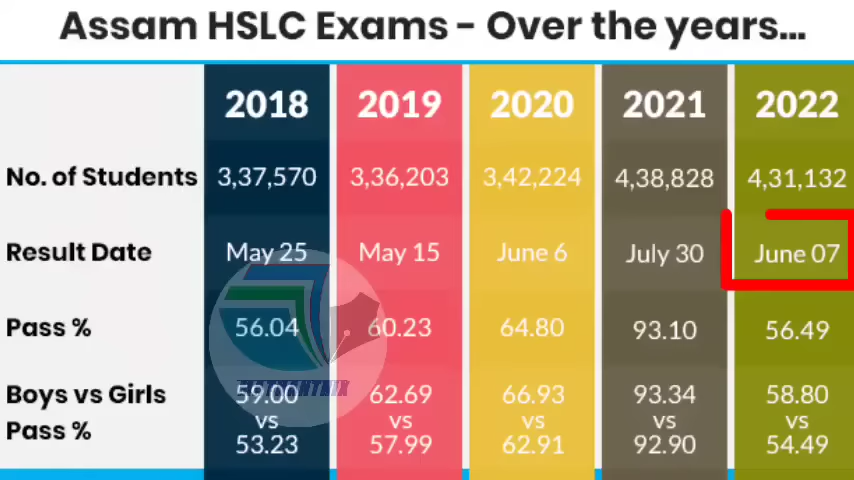 Assam HSLC Exams - Over the years...
2018 2019 2020 2021 2022
No. of Students 3,37,570 3,36,203 3,42,224 4,38,828 4,31,132
Result Date May 25 May 15 June 6 July 30 June 07
Pass % 56.04 60.23 64.80 93.10 56.49
Boys vs Girls 59.00 62.69 66.93 93.34 58.80
vs vs vs vs vs
Pass % 53.23 57.99 62.91 92.90 54.49